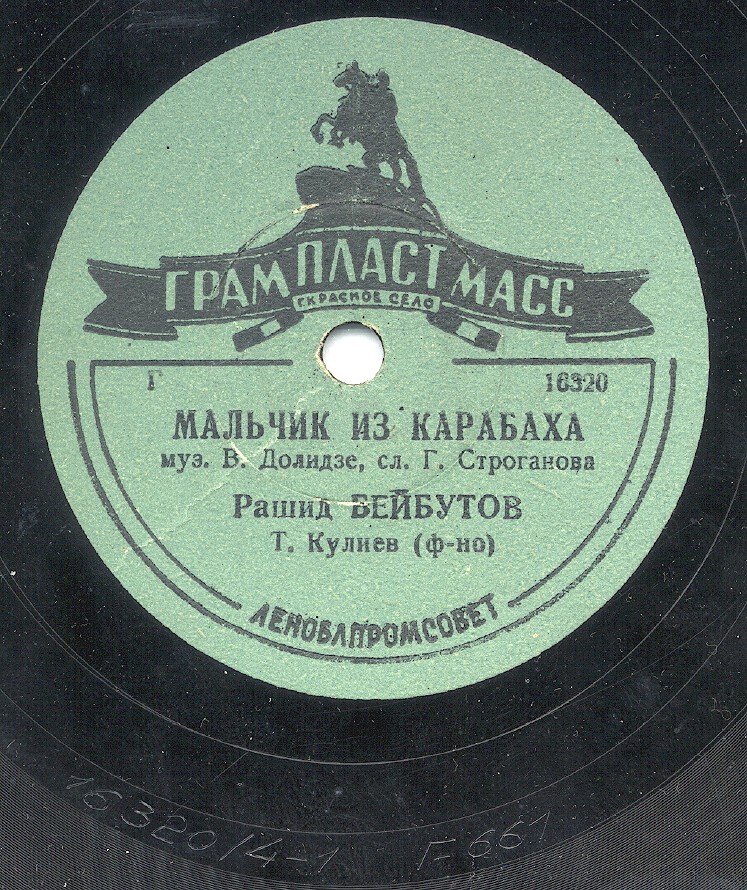 ГРАМПЛАСТМАСС
Г. КРАСНОЕ СЕЛО
Г 16320
МАЛЬЧИК ИЗ КАРАБАХА
муз. В. Долидзе, сл. Г. Строганова
Рашид БЕЙБУТОВ
Т. Кулиев (ф-но)
ЛЕНОБЛПРОМСОВЕТ
16320/4-1 Г-661